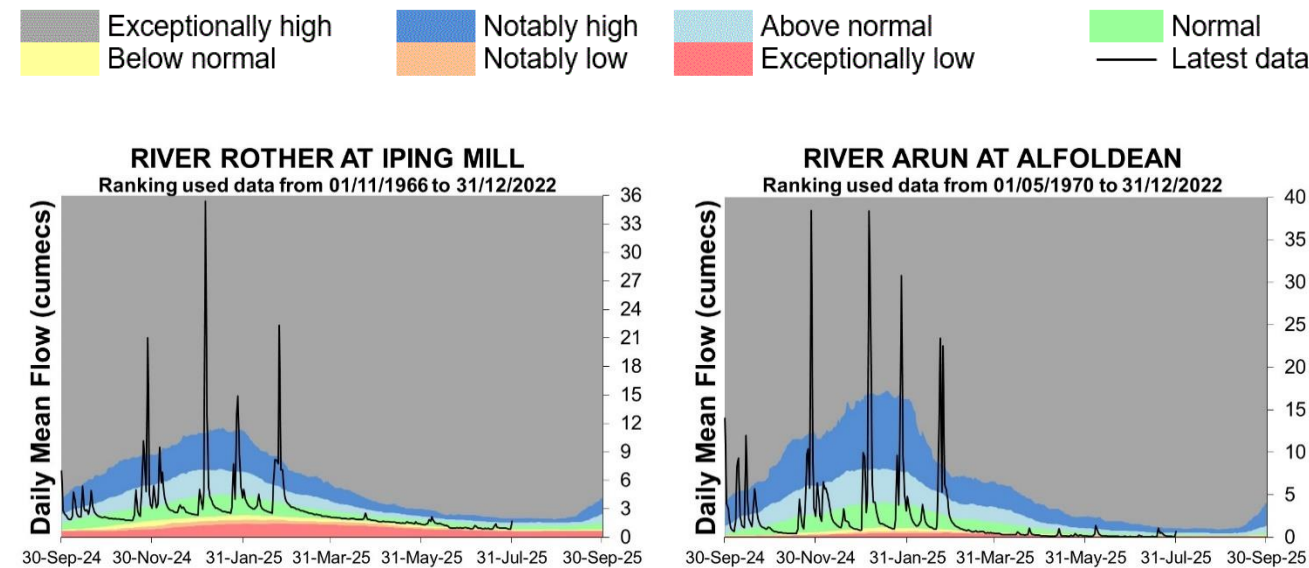 Exceptionally high Notably high Above normal Normal
Below normal Notably low Exceptionally low Latest data
RIVER ROTHER AT IPING MILL
Ranking used data from 01/11/1966 to 31/12/2022
Daily Mean Flow (cumecs)
36
33
30
27
24
21
18
15
12
9
6
3
0
30-Sep-24 30-Nov-24 31-Jan-25 31-Mar-25 31-May-25 31-Jul-25 30-Sep-25
RIVER ARUN AT ALFOLDEAN
Ranking used data from 01/05/1970 to 31/12/2022
Daily Mean Flow (cumecs)
40
35
30
25
20
15
10
5
0
30-Sep-24 30-Nov-24 31-Jan-25 31-Mar-25 31-May-25 31-Jul-25 30-Sep-25